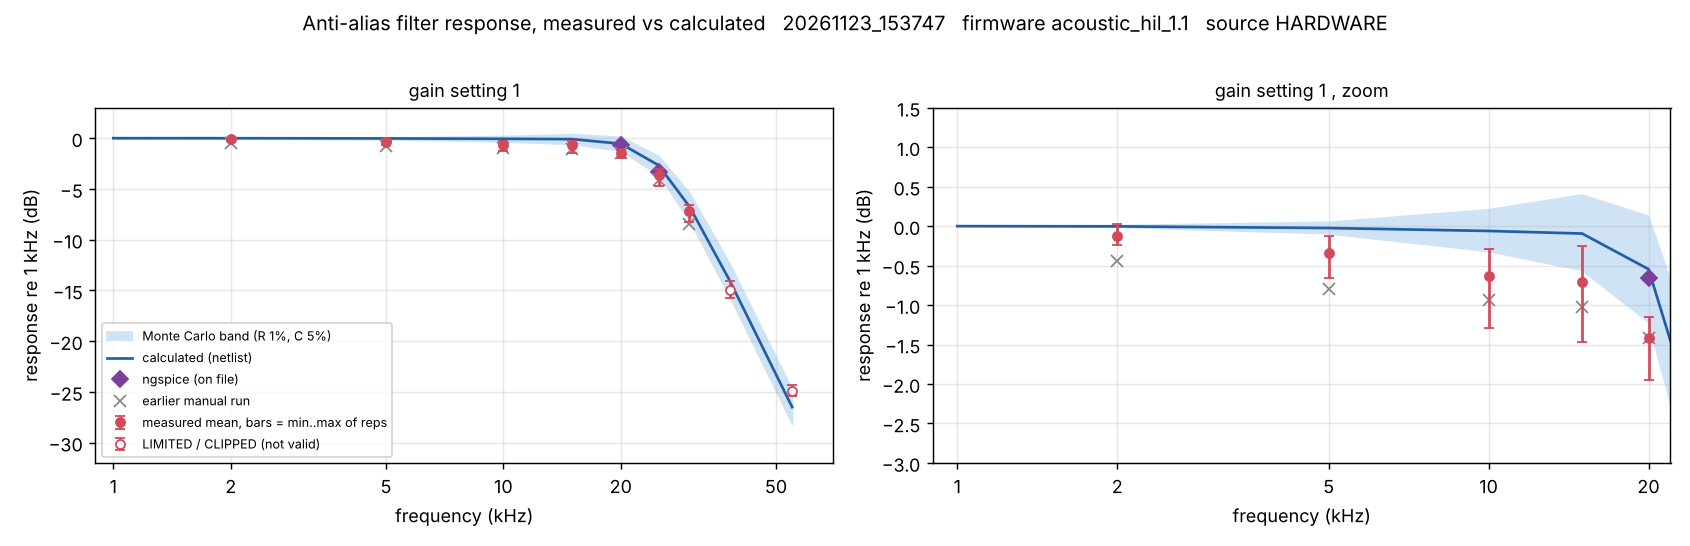 Anti-alias filter response, measured vs calculated   20261123_153747   firmware acoustic_hil_1.1   source HARDWARE
gain setting 1
response re 1 kHz (dB)
0
−5
−10
−15
−20
−25
−30
Monte Carlo band (R 1%, C 5%)
calculated (netlist)
ngspice (on file)
earlier manual run
measured mean, bars = min..max of reps
LIMITED / CLIPPED (not valid)
1 2 5 10 20 50
frequency (kHz)
gain setting 1 , zoom
response re 1 kHz (dB)
1.5
1.0
0.5
0.0
−0.5
−1.0
−1.5
−2.0
−2.5
−3.0
1 2 5 10 20
frequency (kHz)